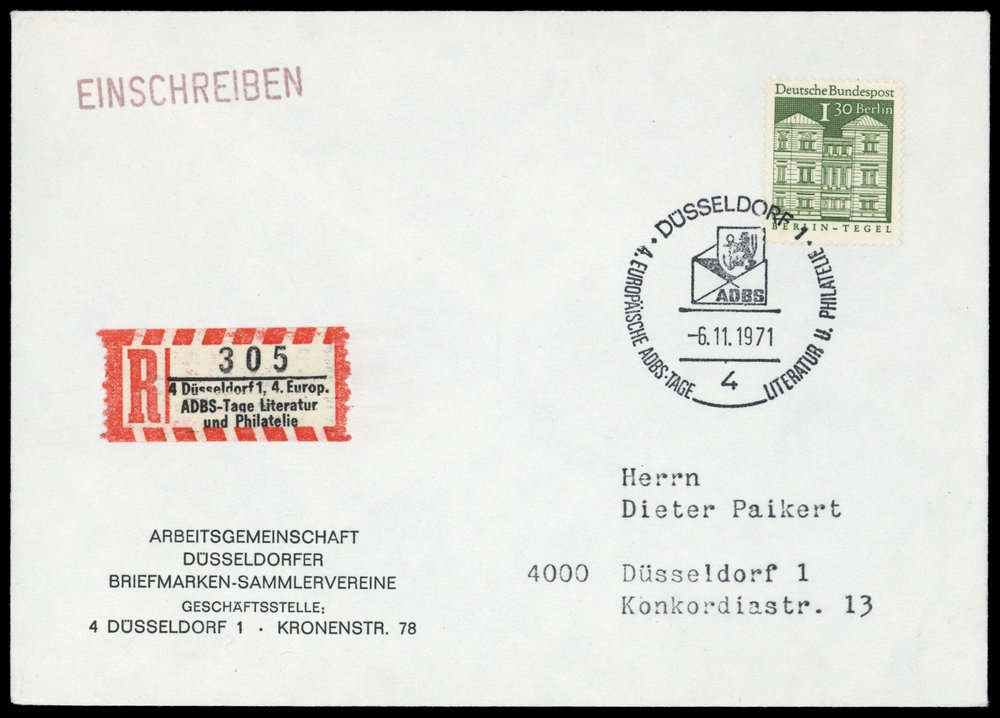 EINSCHREIBEN
Deutsche Bundespost
1 30 Berlin
BERLIN-TEGEL
· DÜSSELDORF 1 ·
4. EUROPÄISCHE ADBS-TAGE
LITERATUR U. PHILATELIE
ADBS
-6.11.1971
4
R
305
4 Düsseldorf 1, 4. Europ.
ADBS-Tage Literatur
und Philatelie
Herrn
Dieter Paikert
4000 Düsseldorf 1
Konkordiastr. 13
ARBEITSGEMEINSCHAFT
DÜSSELDORFER
BRIEFMARKEN-SAMMLERVEREINE
GESCHÄFTSSTELLE:
4 DÜSSELDORF 1 · KRONENSTR. 78